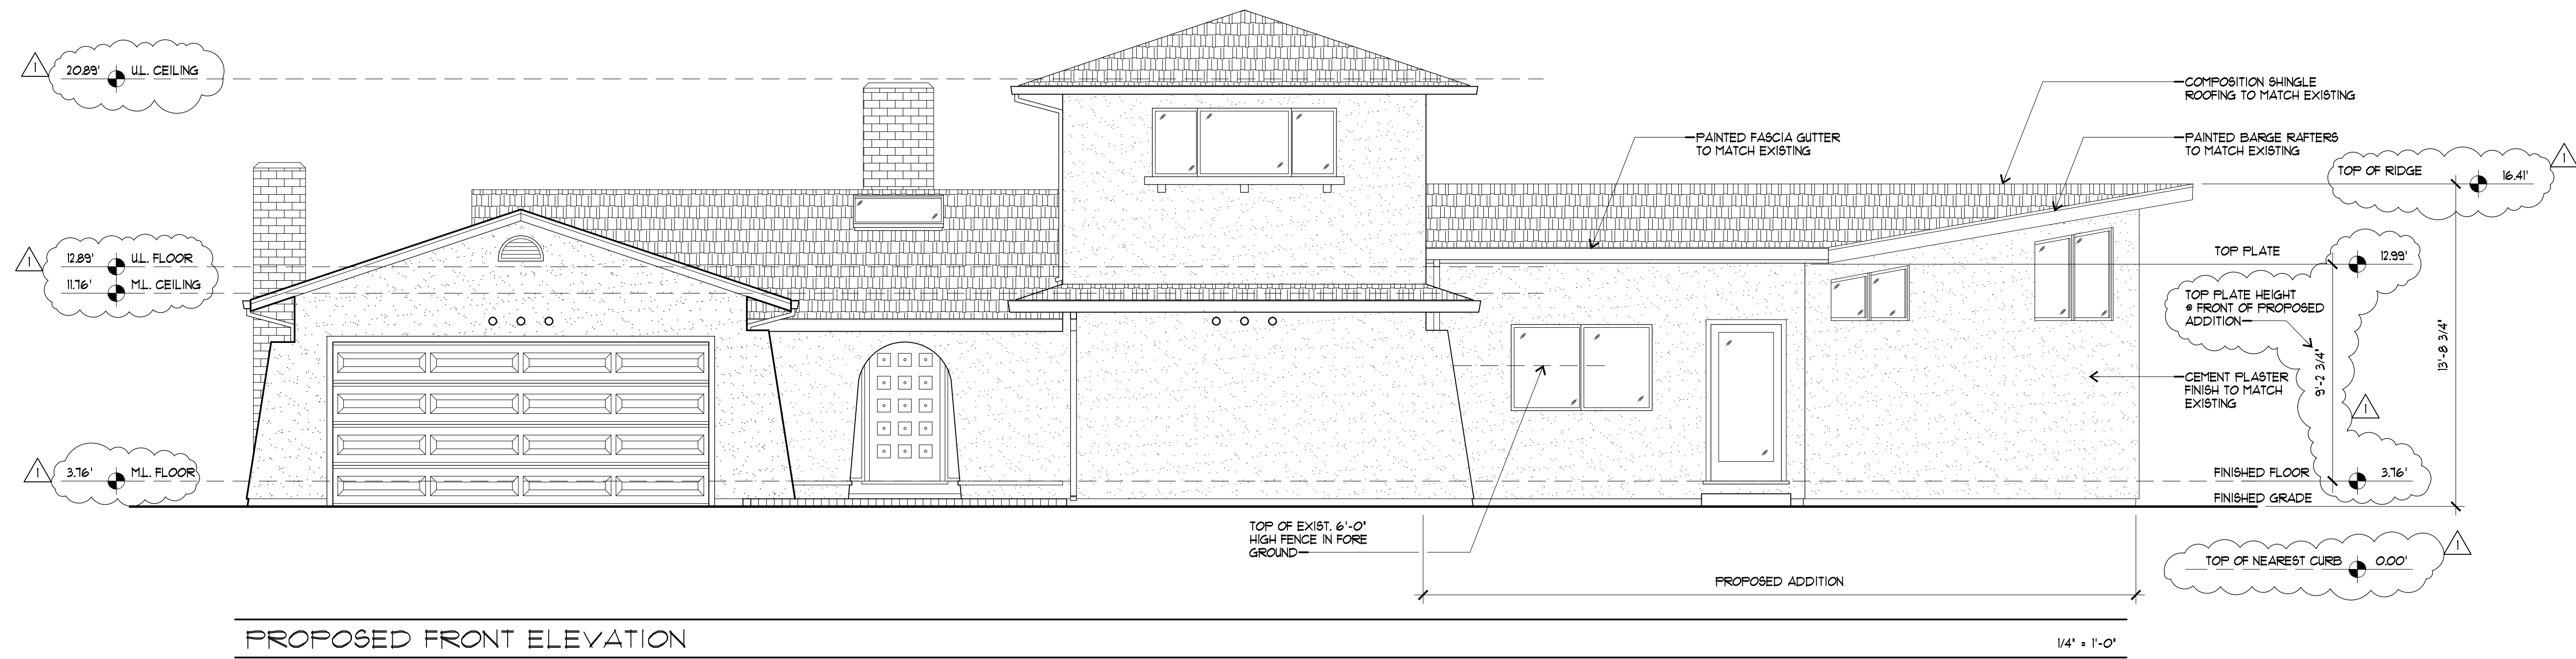 1
20.89' U.L. CEILING
COMPOSITION SHINGLE
ROOFING TO MATCH EXISTING
PAINTED FASCIA GUTTER
TO MATCH EXISTING
PAINTED BARGE RAFTERS
TO MATCH EXISTING
1
TOP OF RIDGE 16.41'
1
12.89' U.L. FLOOR
11.76' M.L. CEILING
TOP PLATE 12.99'
TOP PLATE HEIGHT
@ FRONT OF PROPOSED
ADDITION
9'-2 3/4"
13'-8 3/4"
CEMENT PLASTER
FINISH TO MATCH
EXISTING
1
1
3.76' M.L. FLOOR
FINISHED FLOOR 3.76'
FINISHED GRADE
TOP OF EXIST. 6'-0"
HIGH FENCE IN FORE
GROUND
1
TOP OF NEAREST CURB 0.00'
PROPOSED ADDITION
PROPOSED FRONT ELEVATION
1/4" = 1'-0"